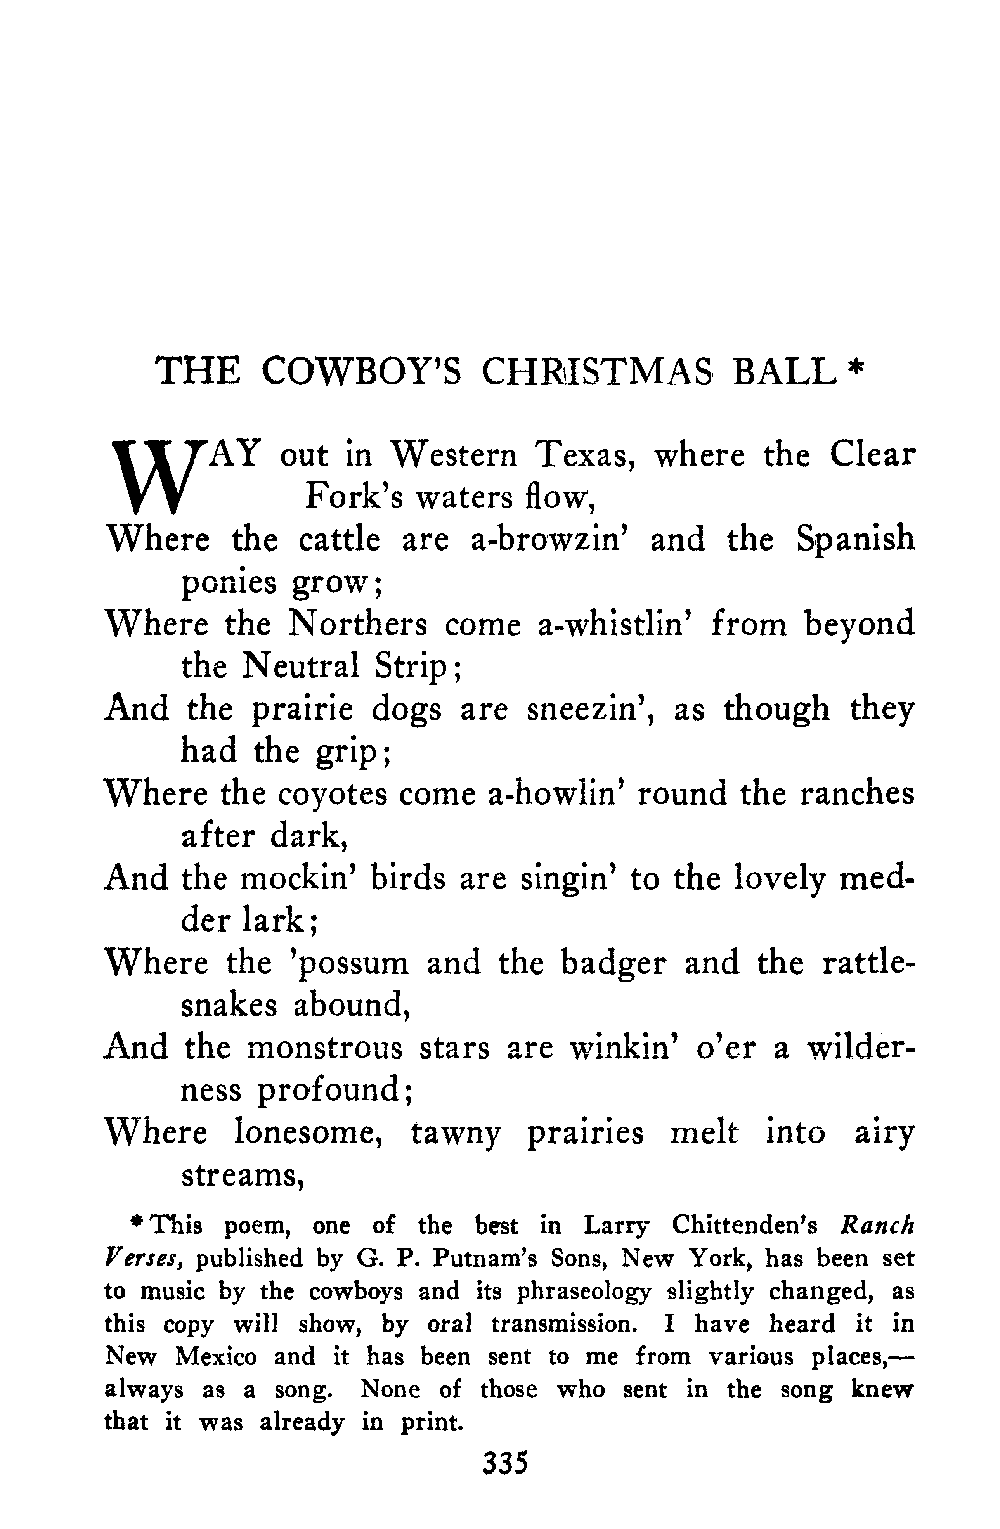 THE COWBOY'S CHRISTMAS BALL *
WAY out in Western Texas, where the Clear
Fork's waters flow,
Where the cattle are a-browzin' and the Spanish
ponies grow;
Where the Northers come a-whistlin' from beyond
the Neutral Strip;
And the prairie dogs are sneezin', as though they
had the grip;
Where the coyotes come a-howlin' round the ranches
after dark,
And the mockin' birds are singin' to the lovely med-
der lark;
Where the 'possum and the badger and the rattle-
snakes abound,
And the monstrous stars are winkin' o'er a wilder-
ness profound;
Where lonesome, tawny prairies melt into airy
streams,
* This poem, one of the best in Larry Chittenden's Ranch
Verses, published by G. P. Putnam's Sons, New York, has been set
to music by the cowboys and its phraseology slightly changed, as
this copy will show, by oral transmission. I have heard it in
New Mexico and it has been sent to me from various places,—
always as a song. None of those who sent in the song knew
that it was already in print.
335